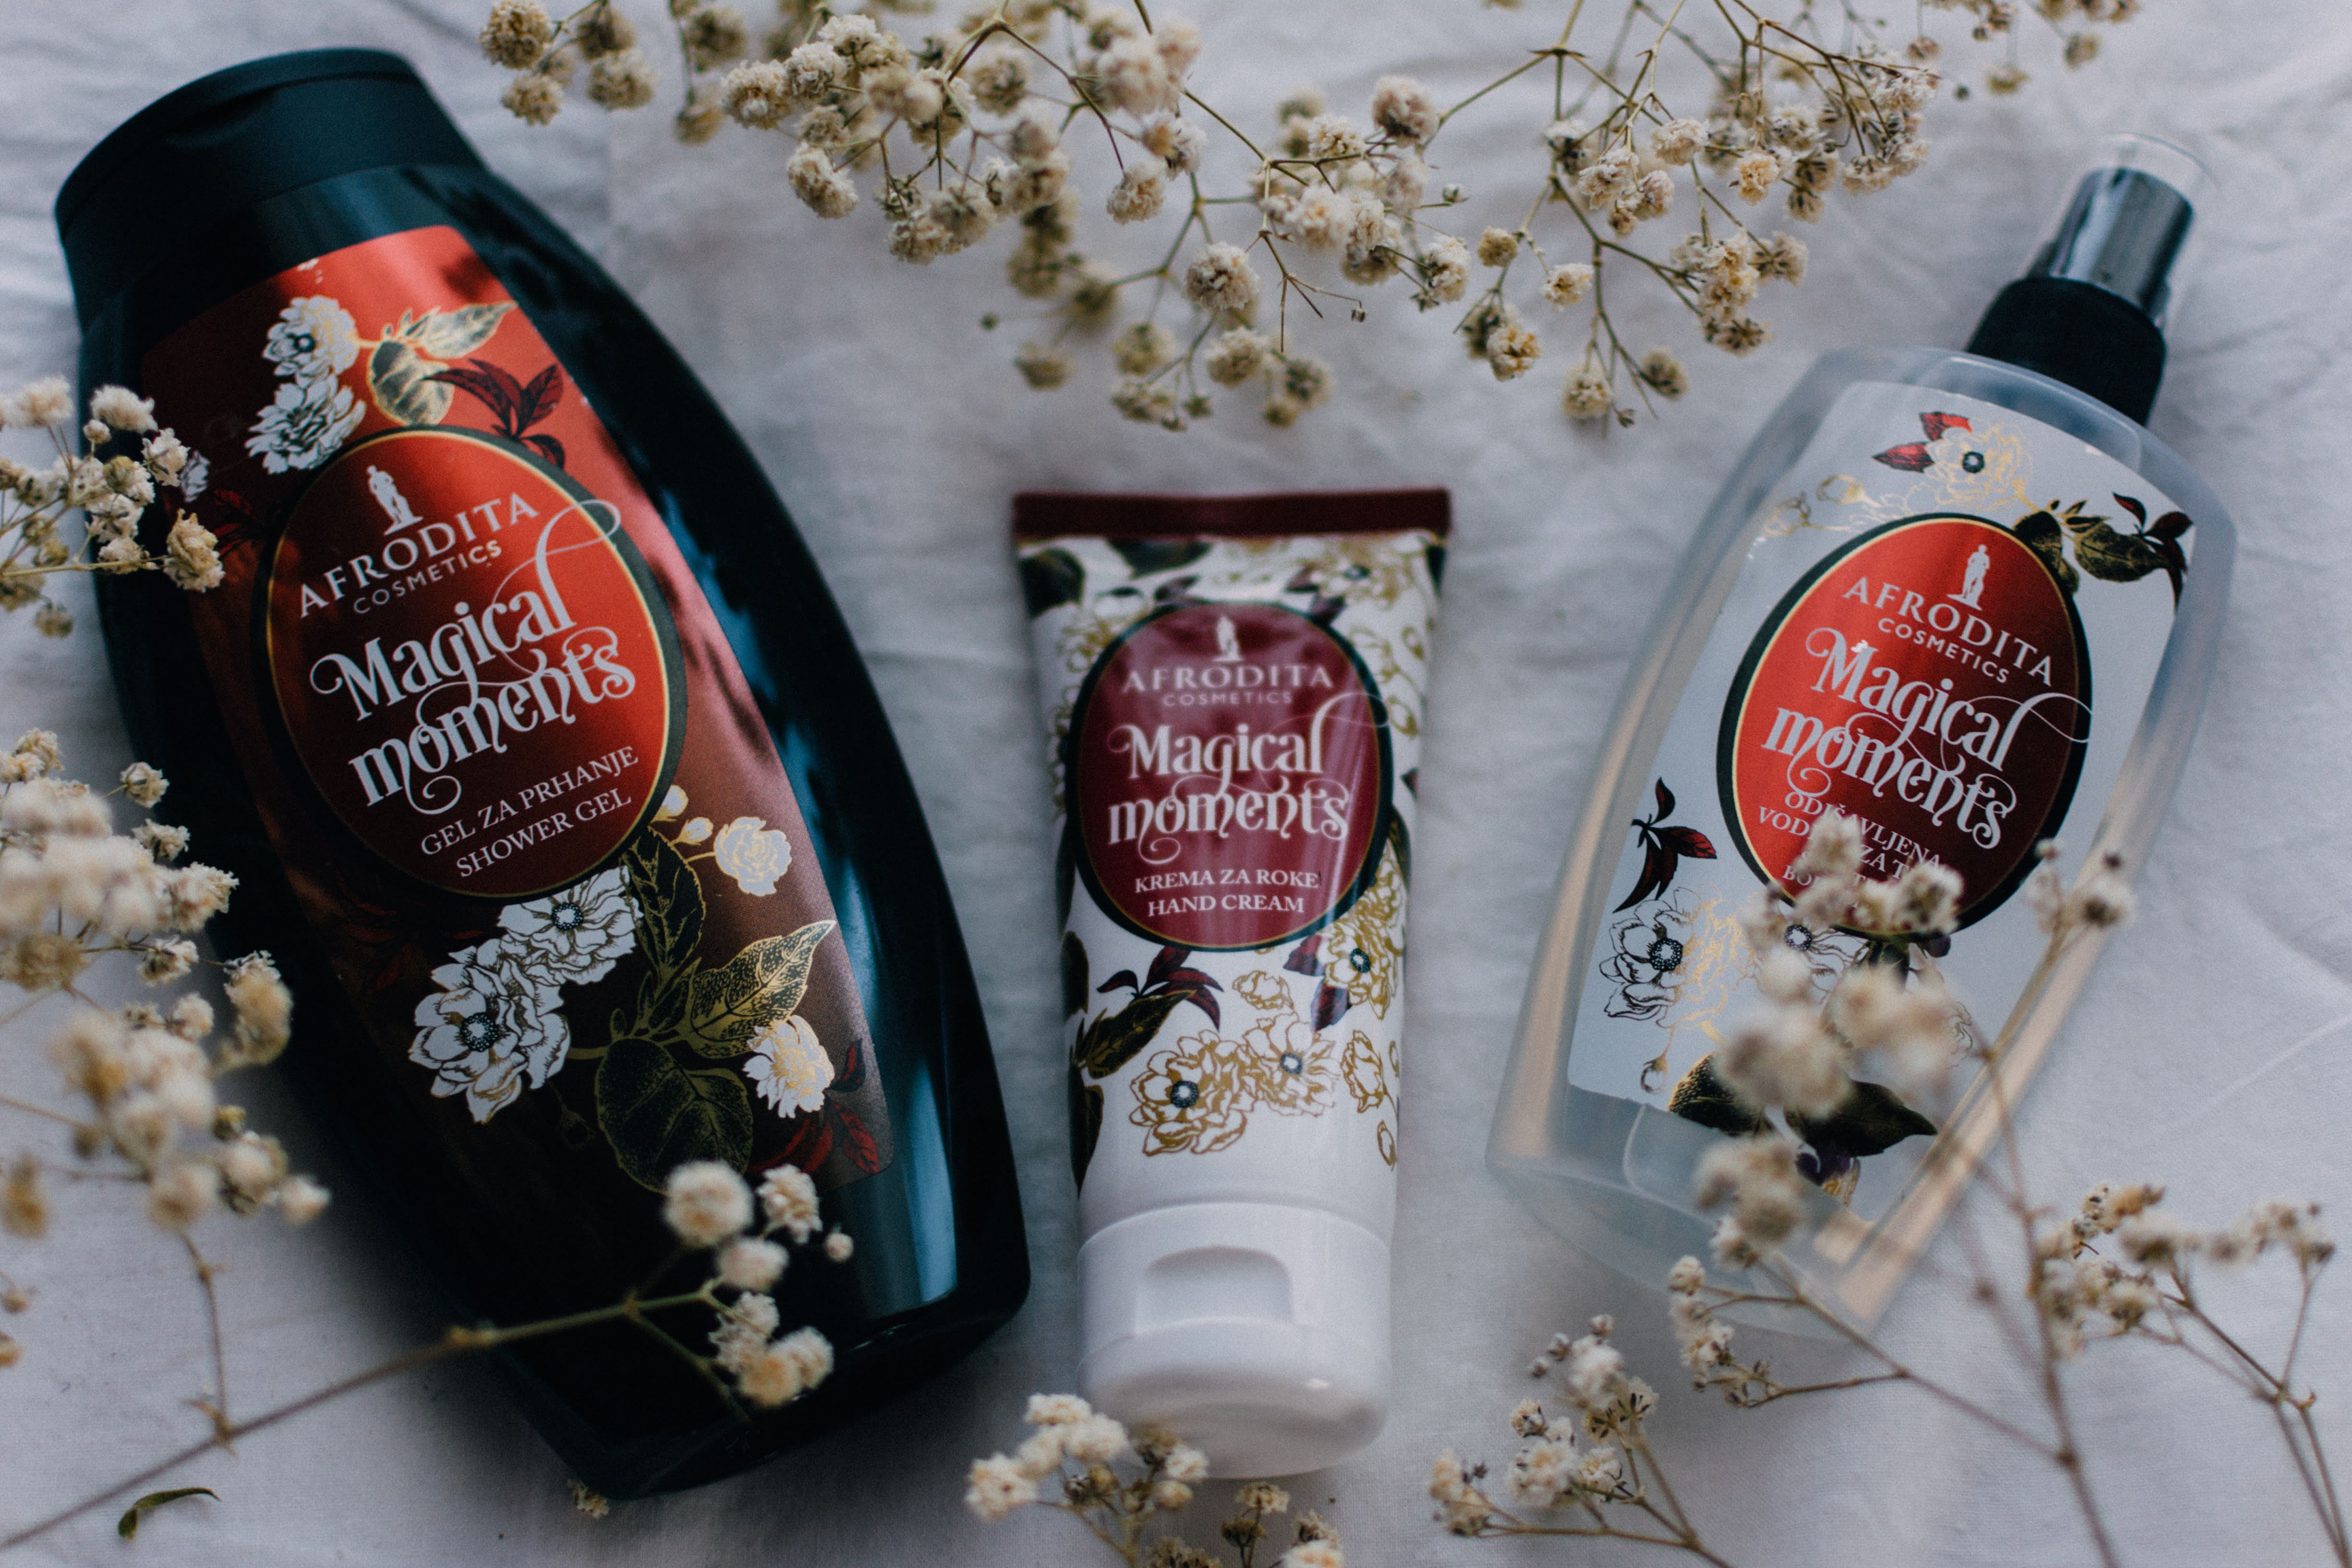 AFRODITA
COSMETICS
Magical
moments
GEL ZA PRHANJE
SHOWER GEL
AFRODITA
COSMETICS
Magical
moments
KREMA ZA ROKE
HAND CREAM
AFRODITA
COSMETICS
Magical
moments
ZA